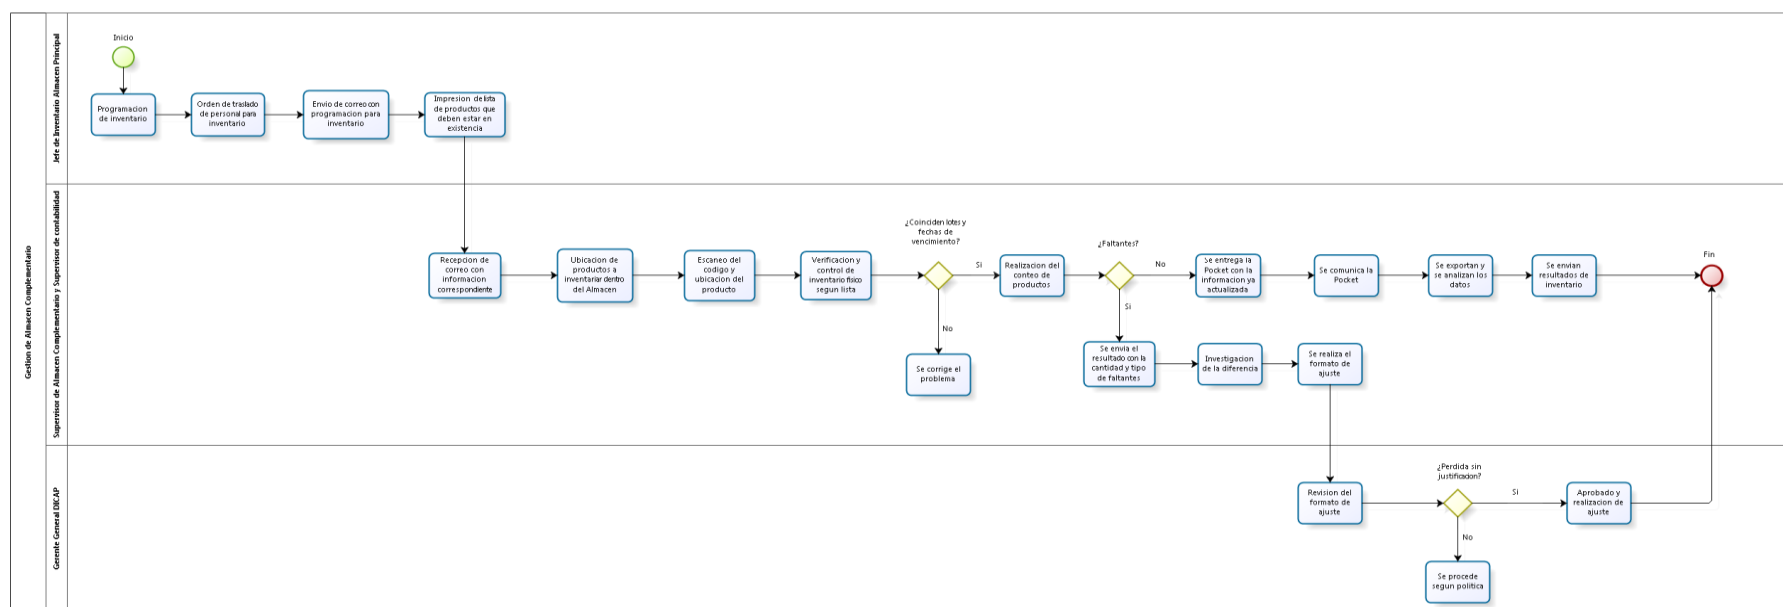 Gestion de Almacen Complementario
Jefe de Inventario Almacen Principal
Inicio
Programacion
de inventario
Orden de traslado
de personal para
inventario
Envio de correo con
programacion para
inventario
Impresion de lista
de productos que
deben estar en
existencia
Supervisor de Almacen Complementario y Supervisor de contabilidad
Recepcion de
correo con
informacion
correspondiente
Ubicacion de
productos a
inventariar dentro
del Almacen
Escaneo del
codigo y
ubicacion del
producto
Verificacion y
control de
inventario fisico
segun lista
¿Coinciden lotes y
fechas de
vencimiento?
Si
No
Se corrige el
problema
Realizacion del
conteo de
productos
¿Faltantes?
No
Si
Se entrega la
Pocket con la
informacion ya
actualizada
Se comunica la
Pocket
Se exportan y
se analizan los
datos
Se envian
resultados de
inventario
Fin
Se envia el
resultado con la
cantidad y tipo
de faltantes
Investigacion
de la diferencia
Se realiza el
formato de
ajuste
Gerente General DICAP
Revision del
formato de
ajuste
¿Perdida sin
justificacion?
Si
No
Aprobado y
realizacion de
ajuste
Se procede
segun politica